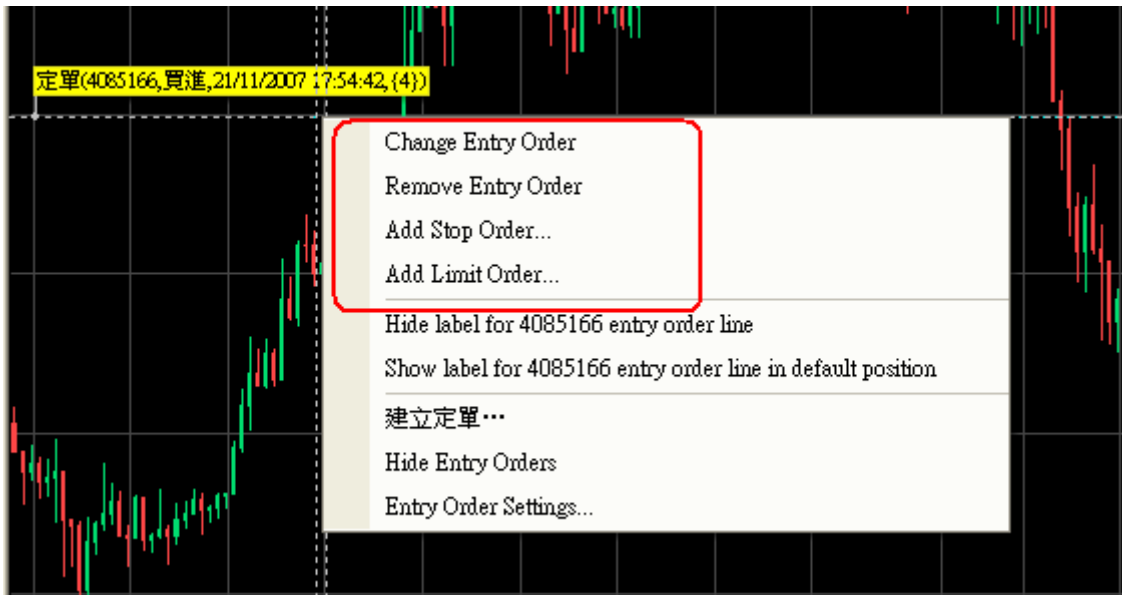 定單(4085166,買進,21/11/2007 17:54:42,{4})
Change Entry Order
Remove Entry Order
Add Stop Order...
Add Limit Order...
Hide label for 4085166 entry order line
Show label for 4085166 entry order line in default position
建立定單⋯
Hide Entry Orders
Entry Order Settings...